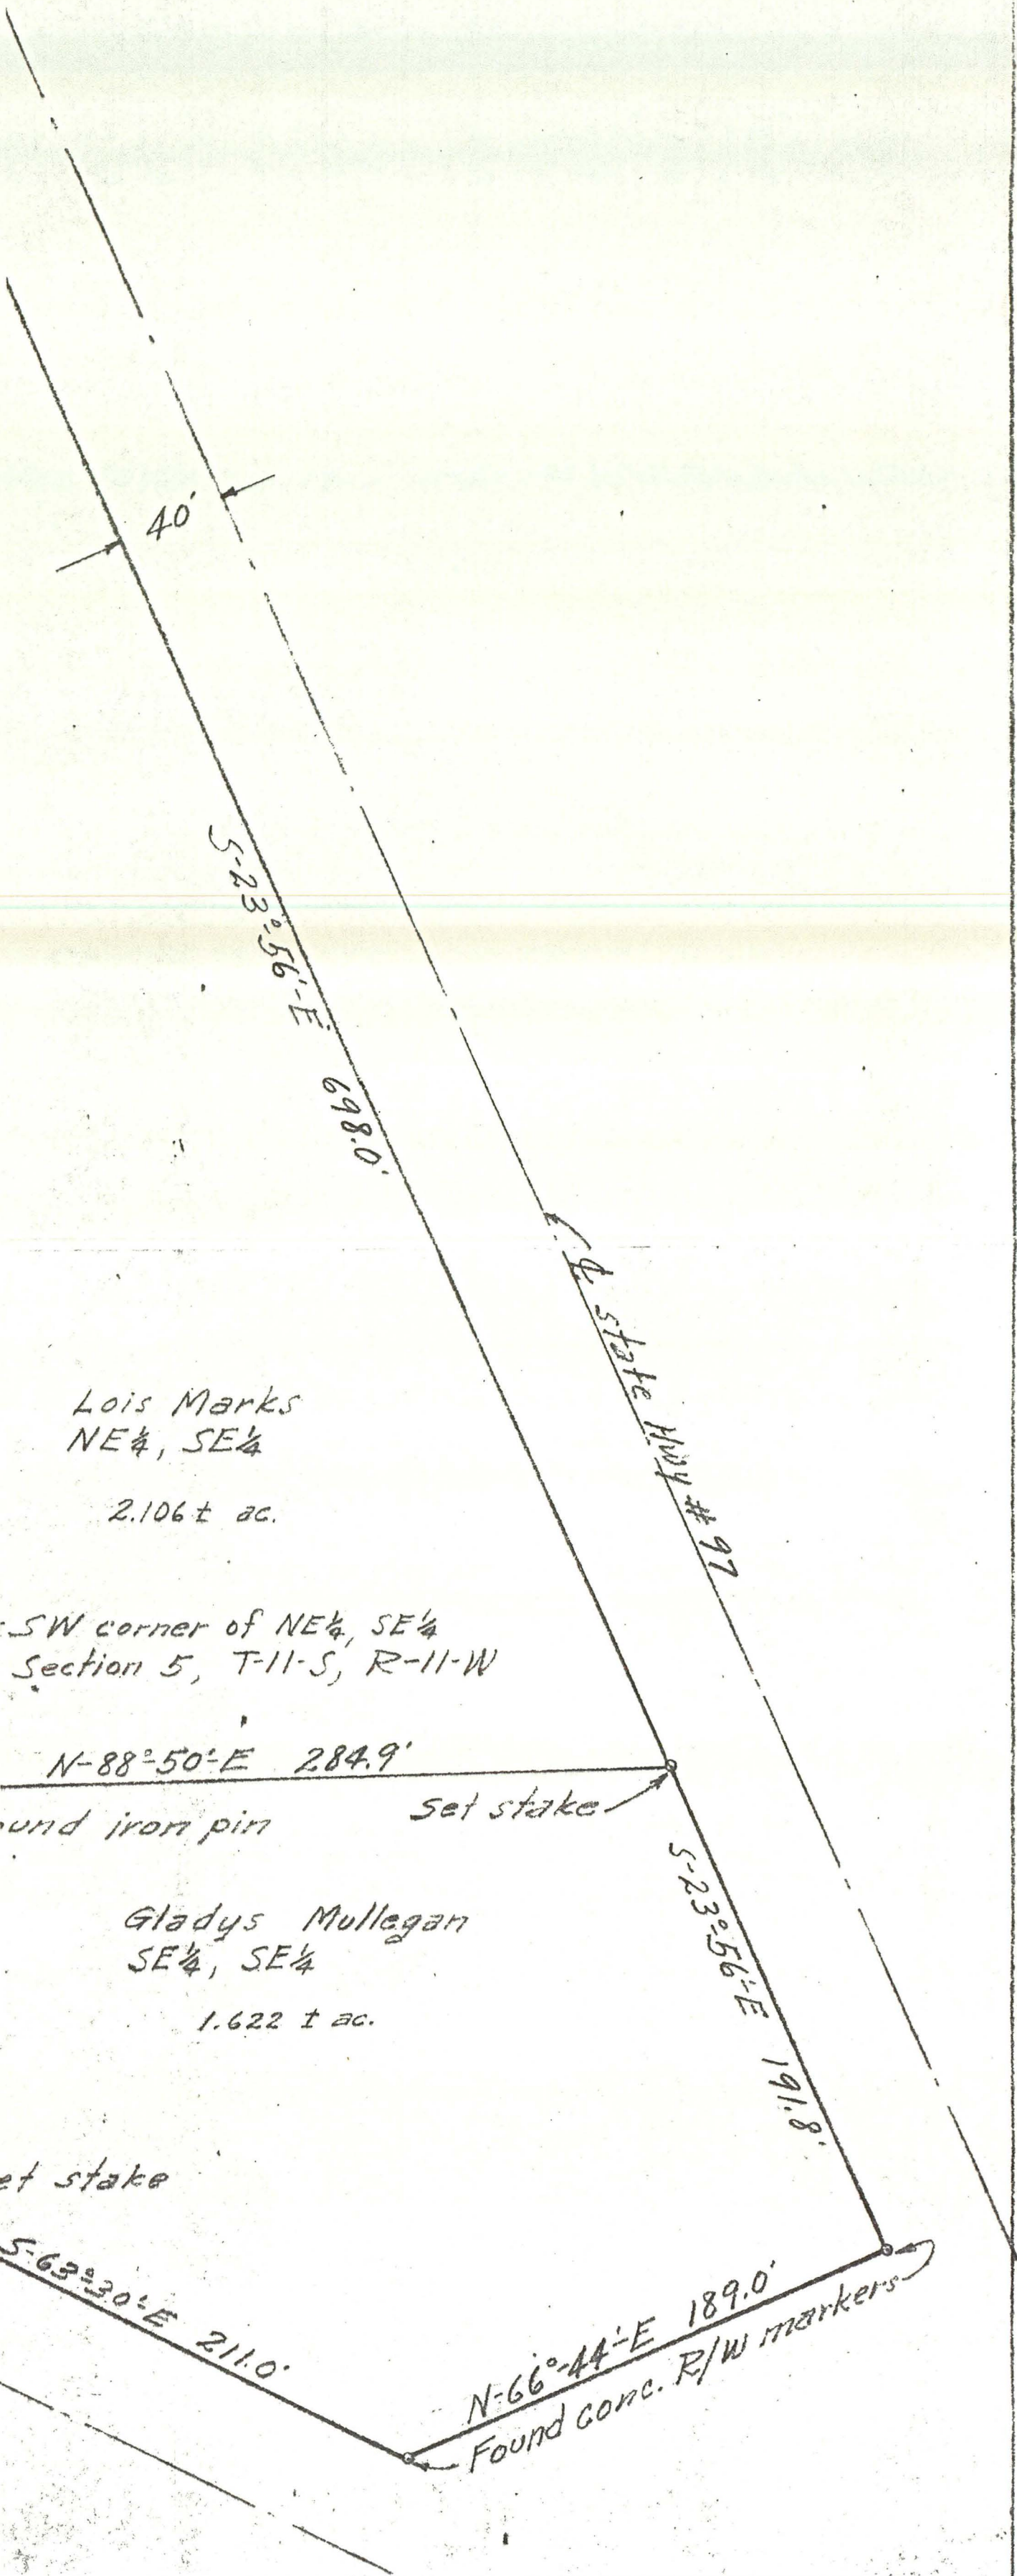 40'
S-23°-56'-E 698.0'
℄ state Hwy # 97
Lois Marks
NE¼, SE¼
2.106 ± ac.
SW corner of NE¼, SE¼
Section 5, T-11-S, R-11-W
N-88°-50'-E 284.9'
und iron pin
Set stake
Gladys Mullegan
SE¼, SE¼
1.622 ± ac.
S-23°-56'-E 191.8'
et stake
S-63°-30'-E 211.0'
N-66°-44'-E 189.0'
Found conc. R/W markers